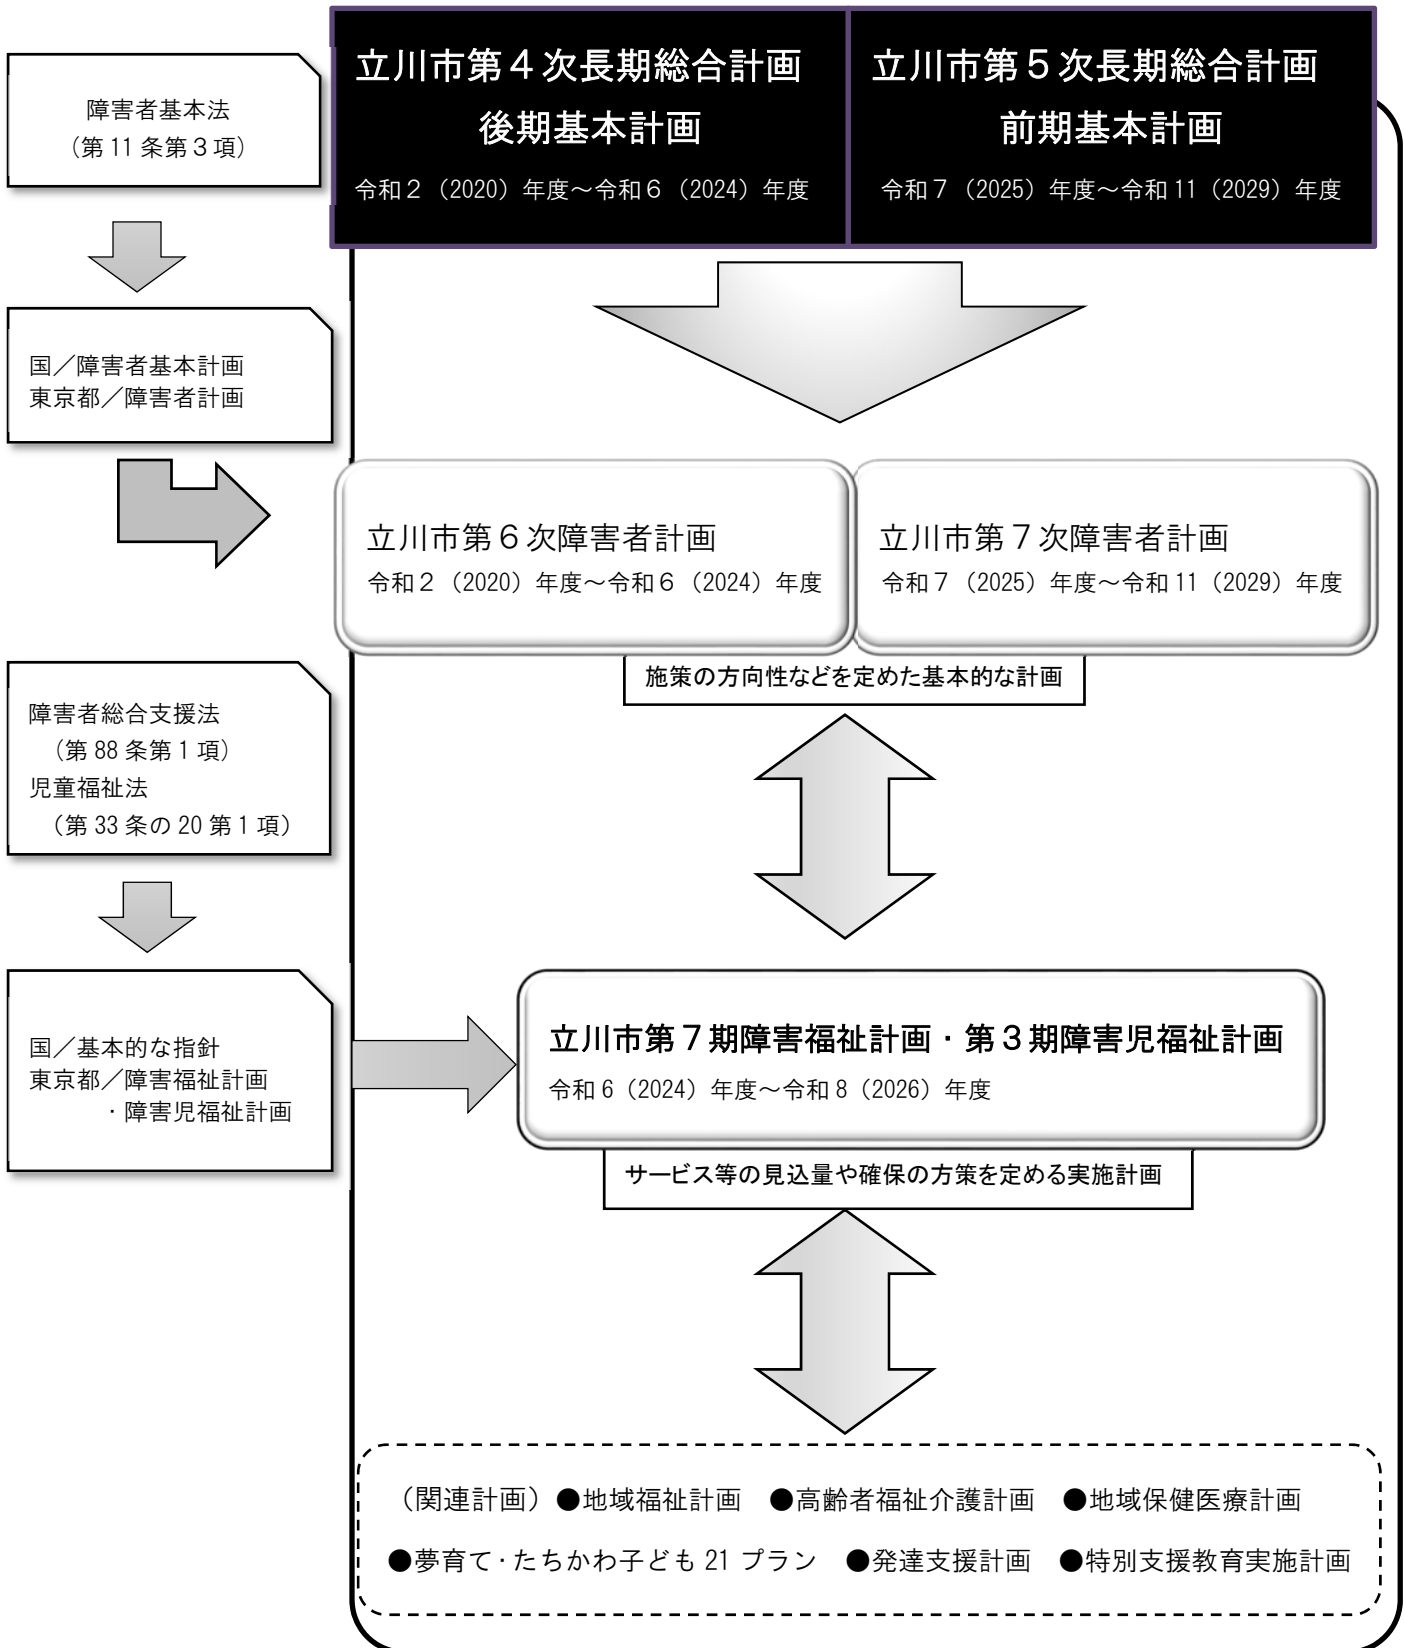 障害者基本法
（第11条第３項）
立川市第４次長期総合計画
後期基本計画
令和２（2020）年度～令和６（2024）年度
立川市第５次長期総合計画
前期基本計画
令和７（2025）年度～令和11（2029）年度
国／障害者基本計画
東京都／障害者計画
立川市第６次障害者計画
令和２（2020）年度～令和６（2024）年度
立川市第７次障害者計画
令和７（2025）年度～令和11（2029）年度
施策の方向性などを定めた基本的な計画
障害者総合支援法
（第88条第１項）
児童福祉法
（第33条の20第１項）
国／基本的な指針
東京都／障害福祉計画
・障害児福祉計画
立川市第７期障害福祉計画・第３期障害児福祉計画
令和６（2024）年度～令和８（2026）年度
サービス等の見込量や確保の方策を定める実施計画
（関連計画）●地域福祉計画　●高齢者福祉介護計画　●地域保健医療計画
●夢育て・たちかわ子ども21プラン　●発達支援計画　●特別支援教育実施計画